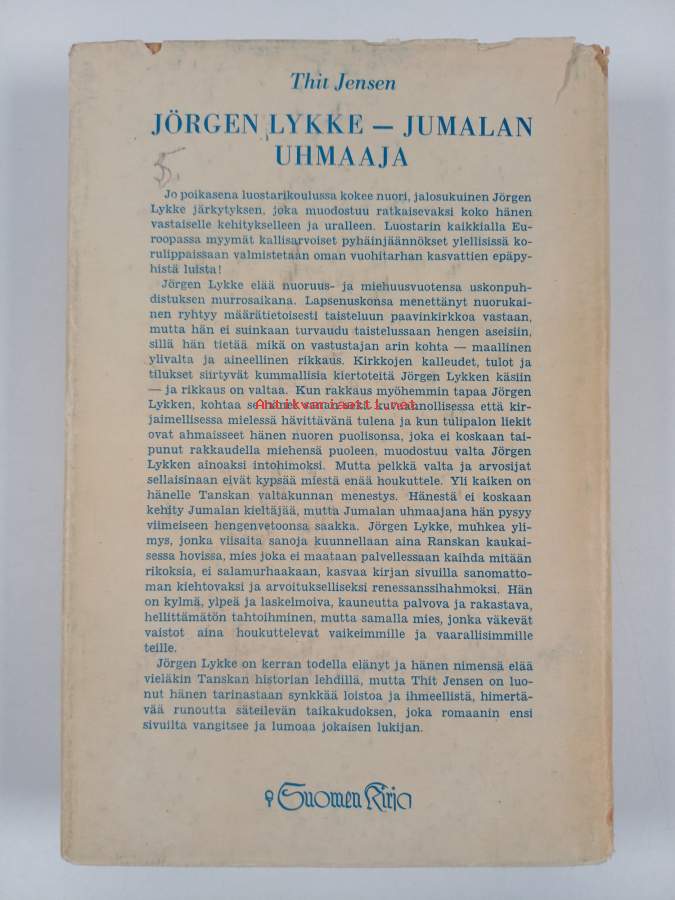 Thit Jensen
JÖRGEN LYKKE — JUMALAN
UHMAAJA
5.
Jo poikasena luostarikoulussa kokee nuori, jalosukuinen Jörgen
Lykke järkytyksen, joka muodostuu ratkaisevaksi koko hänen
vastaiselle kehitykselleen ja uralleen. Luostarin kaikkialla Eu-
roopassa myymät kallisarvoiset pyhäinjäännökset ylellisissä ko-
rulippaissaan valmistetaan oman vuohitarhan kasvattien epäpy-
histä luista!
Jörgen Lykke elää nuoruus- ja miehuusvuotensa uskonpuh-
distuksen murrosaikana. Lapsenuskonsa menettänyt nuorukai-
nen ryhtyy määrätietoisesti taisteluun paavinkirkkoa vastaan,
mutta hän ei suinkaan turvaudu taistelussaan hengen aseisiin,
sillä hän tietää mikä on vastustajan arin kohta — maallinen
ylivalta ja aineellinen rikkaus. Kirkkojen kalleudet, tulot ja
tilukset siirtyvät kummallisia kiertoteitä Jörgen Lykken käsiin
— ja rikkaus on valtaa. Kun rakkaus myöhemmin tapaa Jörgen
Lykken, kohtaa se hänet samalla sekä kuvaannollisessa että kir-
Antikvariaatti.net
jaimellisessa mielessä hävittävänä tulena ja kun tulipalon liekit
ovat ahmaisseet hänen nuoren puolisonsa, joka ei koskaan tai-
punut rakkaudella miehensä puoleen, muodostuu valta Jörgen
Lykken ainoaksi intohimoksi. Mutta pelkkä valta ja arvosijat
sellaisinaan eivät kypsää miestä enää houkuttele. Yli kaiken on
hänelle Tanskan valtakunnan menestys. Hänestä ei koskaan
kehity Jumalan kieltäjää, mutta Jumalan uhmaajana hän pysyy
viimeiseen hengenvetoonsa saakka. Jörgen Lykke, muhkea yli-
mys, jonka viisaita sanoja kuunnellaan aina Ranskan kaukai-
sessa hovissa, mies joka ei maataan palvellessaan kaihda mitään
rikoksia, ei salamurhaakaan, kasvaa kirjan sivuilla sanomatto-
man kiehtovaksi ja arvoitukselliseksi renessanssihahmoksi. Hän
on kylmä, ylpeä ja laskelmoiva, kauneutta palvova ja rakastava,
hellittämätön tahtoihminen, mutta samalla mies, jonka väkevät
vaistot aina houkuttelevat vaikeimmille ja vaarallisimmille
teille.
Jörgen Lykke on kerran todella elänyt ja hänen nimensä elää
vieläkin Tanskan historian lehdillä, mutta Thit Jensen on luo-
nut hänen tarinastaan synkkää loistoa ja ihmeellistä, himertä-
vää runoutta säteilevän taikakudoksen, joka romaanin ensi
sivuilta vangitsee ja lumoaa jokaisen lukijan.
Suomen Kirja